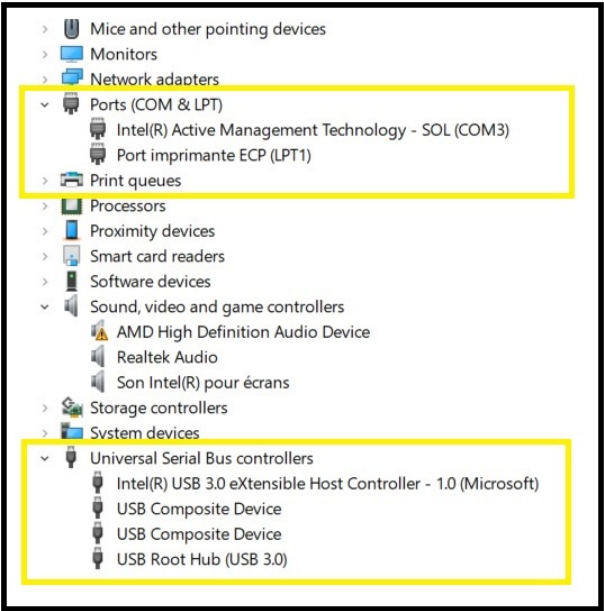 Mice and other pointing devices
Monitors
Network adapters
Ports (COM & LPT)
Intel(R) Active Management Technology - SOL (COM3)
Port imprimante ECP (LPT1)
Print queues
Processors
Proximity devices
Smart card readers
Software devices
Sound, video and game controllers
AMD High Definition Audio Device
Realtek Audio
Son Intel(R) pour écrans
Storage controllers
System devices
Universal Serial Bus controllers
Intel(R) USB 3.0 eXtensible Host Controller - 1.0 (Microsoft)
USB Composite Device
USB Composite Device
USB Root Hub (USB 3.0)